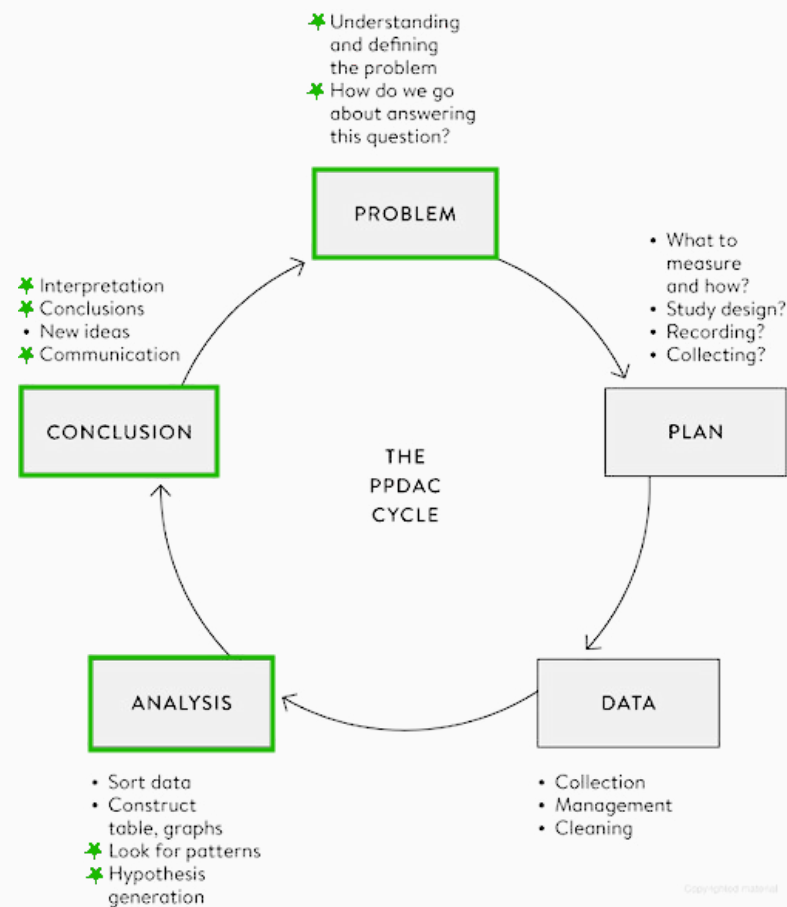 Understanding
and defining
the problem
How do we go
about answering
this question?
PROBLEM
• What to
measure
and how?
• Study design?
• Recording?
• Collecting?
PLAN
Interpretation
Conclusions
• New ideas
Communication
CONCLUSION
THE
PPDAC
CYCLE
ANALYSIS
• Sort data
• Construct
table, graphs
Look for patterns
Hypothesis
generation
DATA
• Collection
• Management
• Cleaning
Copyrighted material